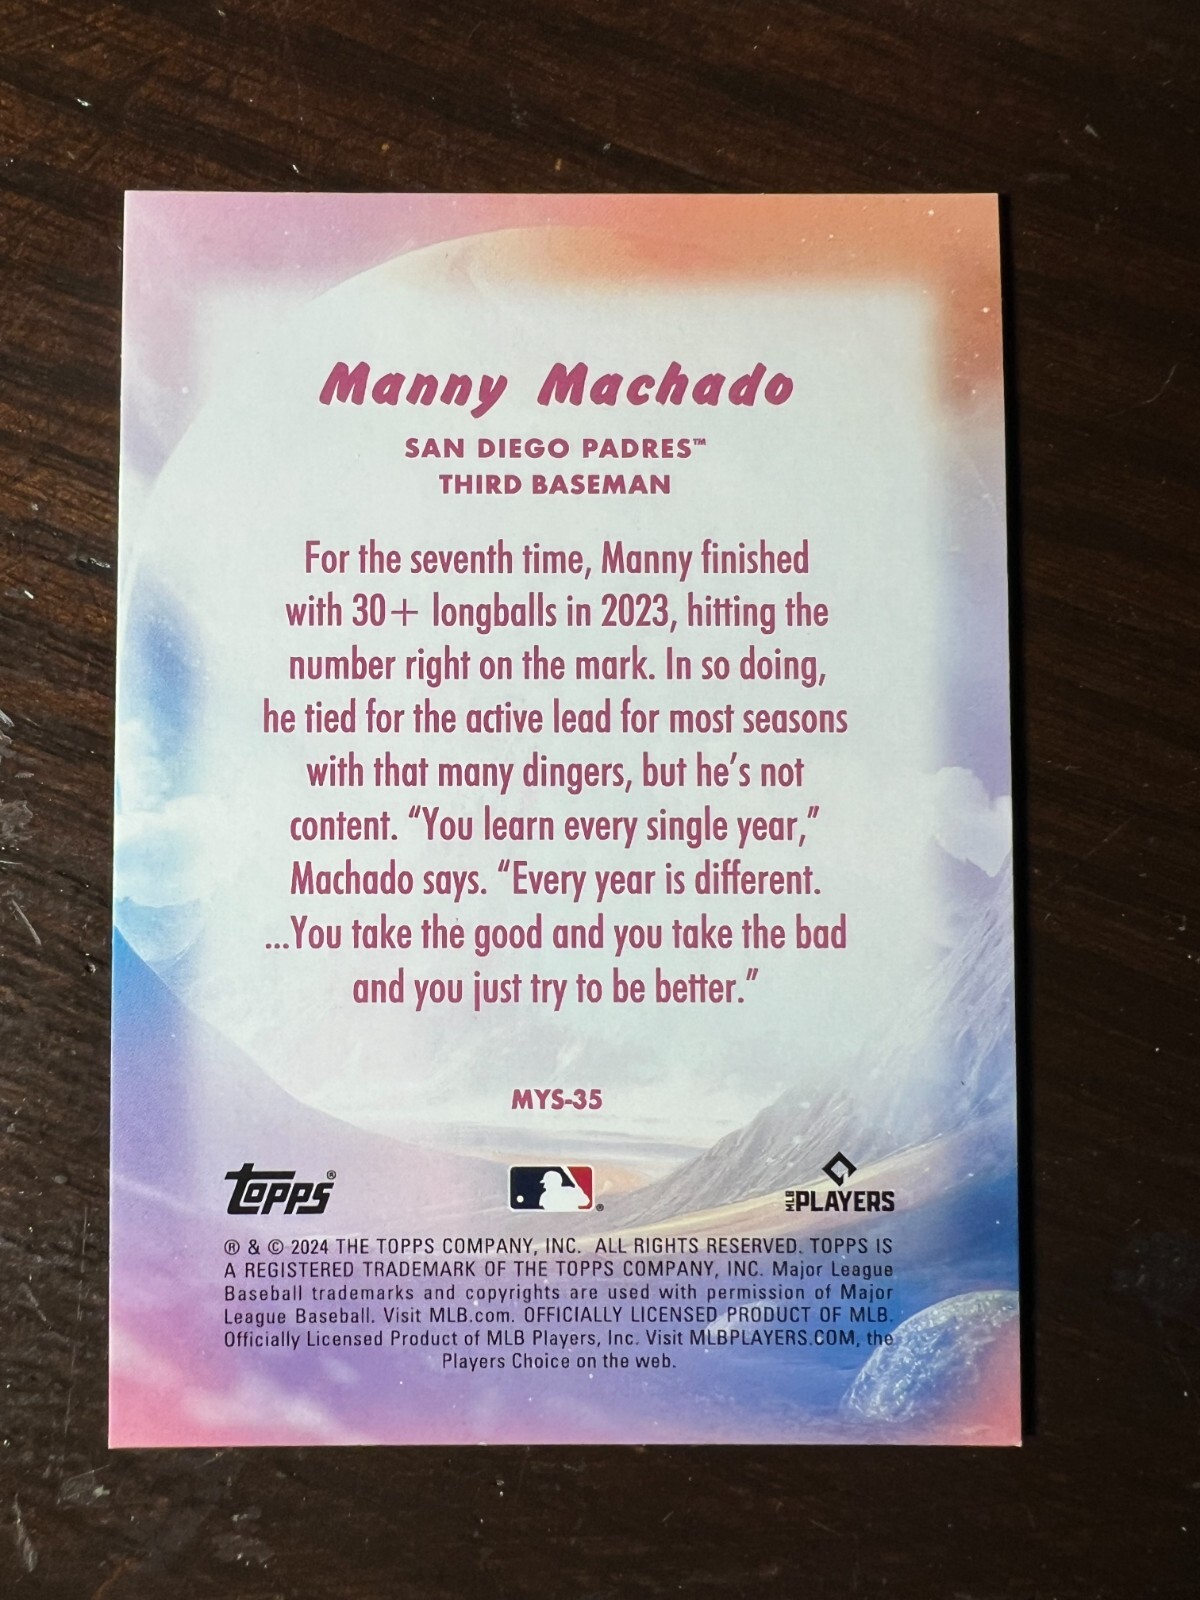 Manny Machado
SAN DIEGO PADRES™
THIRD BASEMAN
For the seventh time, Manny finished
with 30+ longballs in 2023, hitting the
number right on the mark. In so doing,
he tied for the active lead for most seasons
with that many dingers, but he's not
content. “You learn every single year,”
Machado says. “Every year is different.
...You take the good and you take the bad
and you just try to be better.”
MYS-35
topps®
®
MLB PLAYERS
® & © 2024 THE TOPPS COMPANY, INC. ALL RIGHTS RESERVED. TOPPS IS
A REGISTERED TRADEMARK OF THE TOPPS COMPANY, INC. Major League
Baseball trademarks and copyrights are used with permission of Major
League Baseball. Visit MLB.com. OFFICIALLY LICENSED PRODUCT OF MLB.
Officially Licensed Product of MLB Players, Inc. Visit MLBPLAYERS.COM, the
Players Choice on the web.